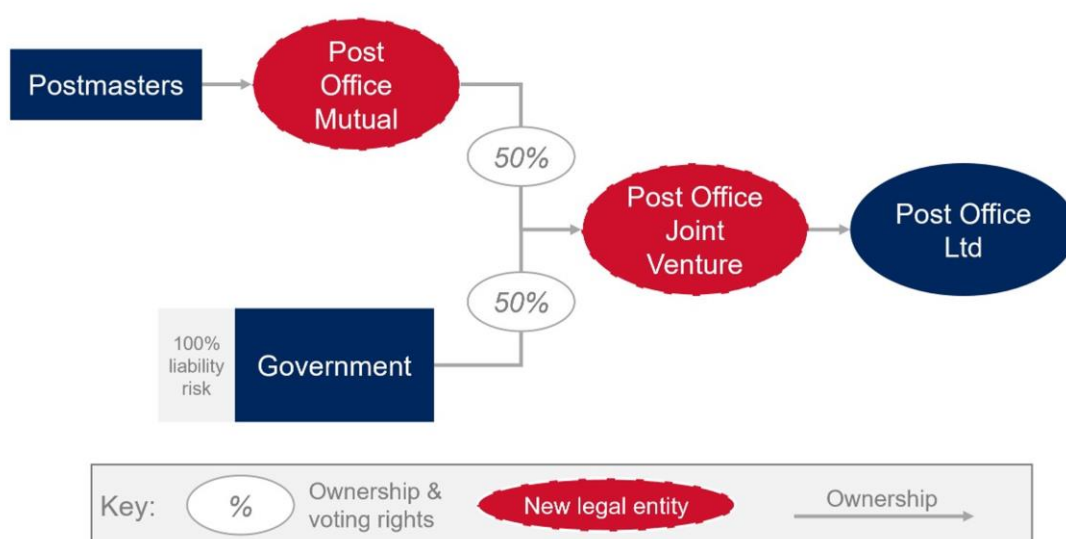 Postmasters
Post
Office
Mutual
50%
Post Office
Joint
Venture
Post Office
Ltd
50%
100%
liability
risk
Government
Key:
%
Ownership &
voting rights
New legal entity
Ownership